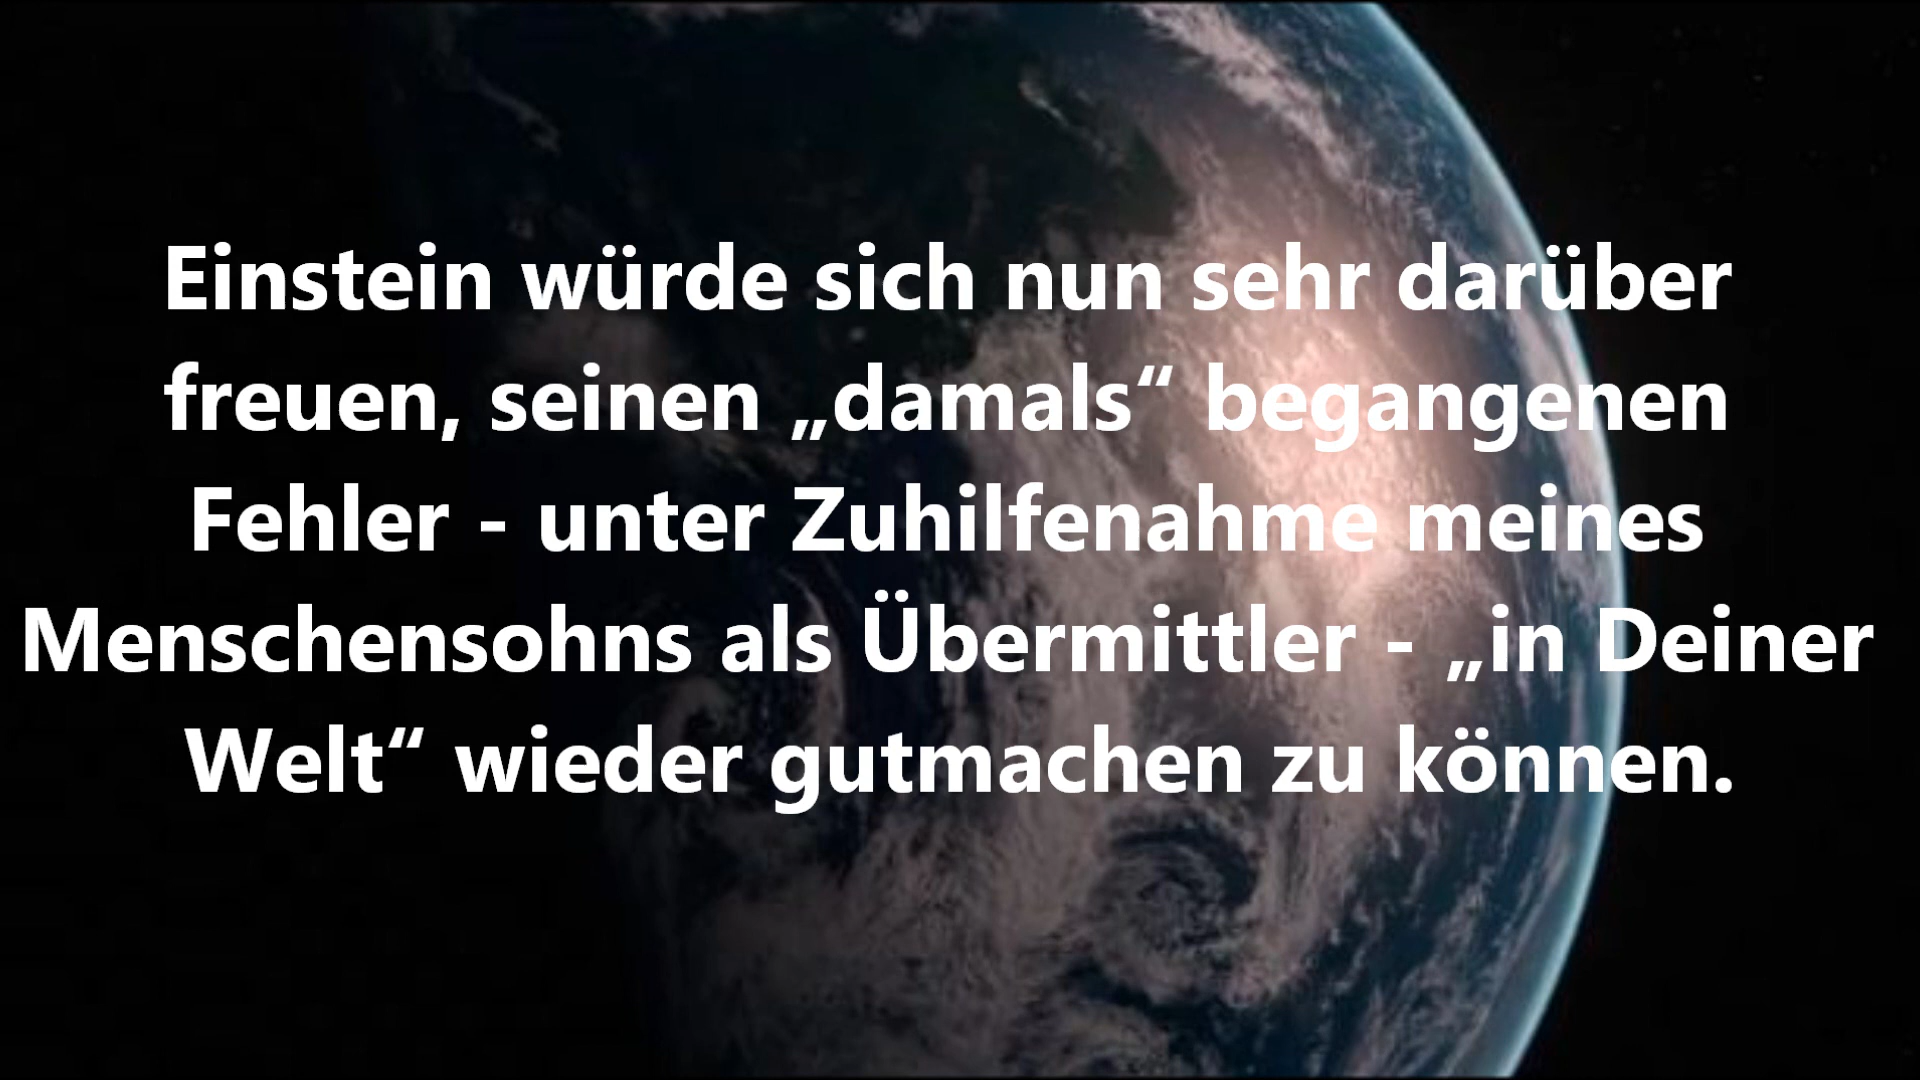 Einstein würde sich nun sehr darüber
freuen, seinen „damals“ begangenen
Fehler - unter Zuhilfenahme meines
Menschensohns als Übermittler - „in Deiner
Welt“ wieder gutmachen zu können.